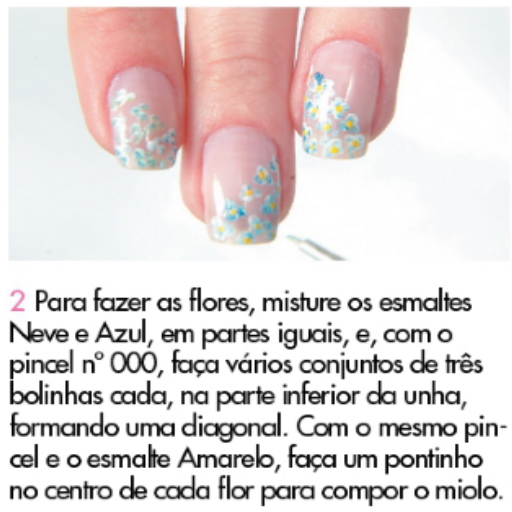 2 Para fazer as flores, misture os esmaltes
Neve e Azul, em partes iguais, e, com o
pincel nº 000, faça vários conjuntos de três
bolinhas cada, na parte inferior da unha,
formando uma diagonal. Com o mesmo pin-
cel e o esmalte Amarelo, faça um pontinho
no centro de cada flor para compor o miolo.